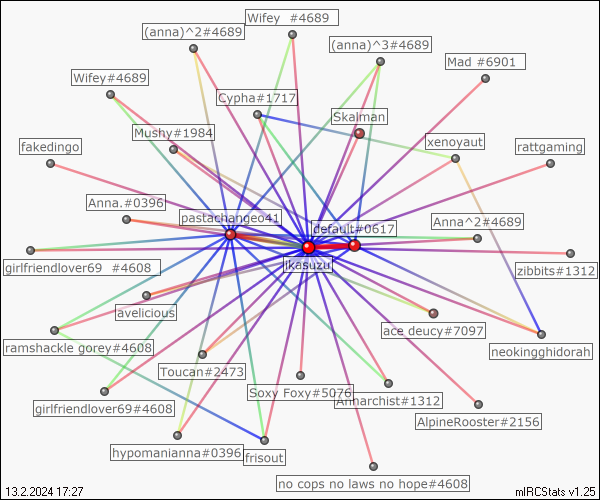 Wifey  #4689
(anna)^2#4689
(anna)^3#4689
Mad #6901
Wifey#4689
Cypha#1717
Skalman
Mushy#1984
xenoyaut
fakedingo
rattgaming
Anna.#0396
pastachangeo41
default#0617
Anna^2#4689
ikasuzu
girlfriendlover69  #4608
zibbits#1312
avelicious
ace deucy#7097
ramshackle gorey#4608
neokingghidorah
Toucan#2473
Soxy Foxy#5076
Annarchist#1312
girlfriendlover69#4608
AlpineRooster#2156
hypomanianna#0396
frisout
no cops no laws no hope#4608
13.2.2024 17:27
mIRCStats v1.25